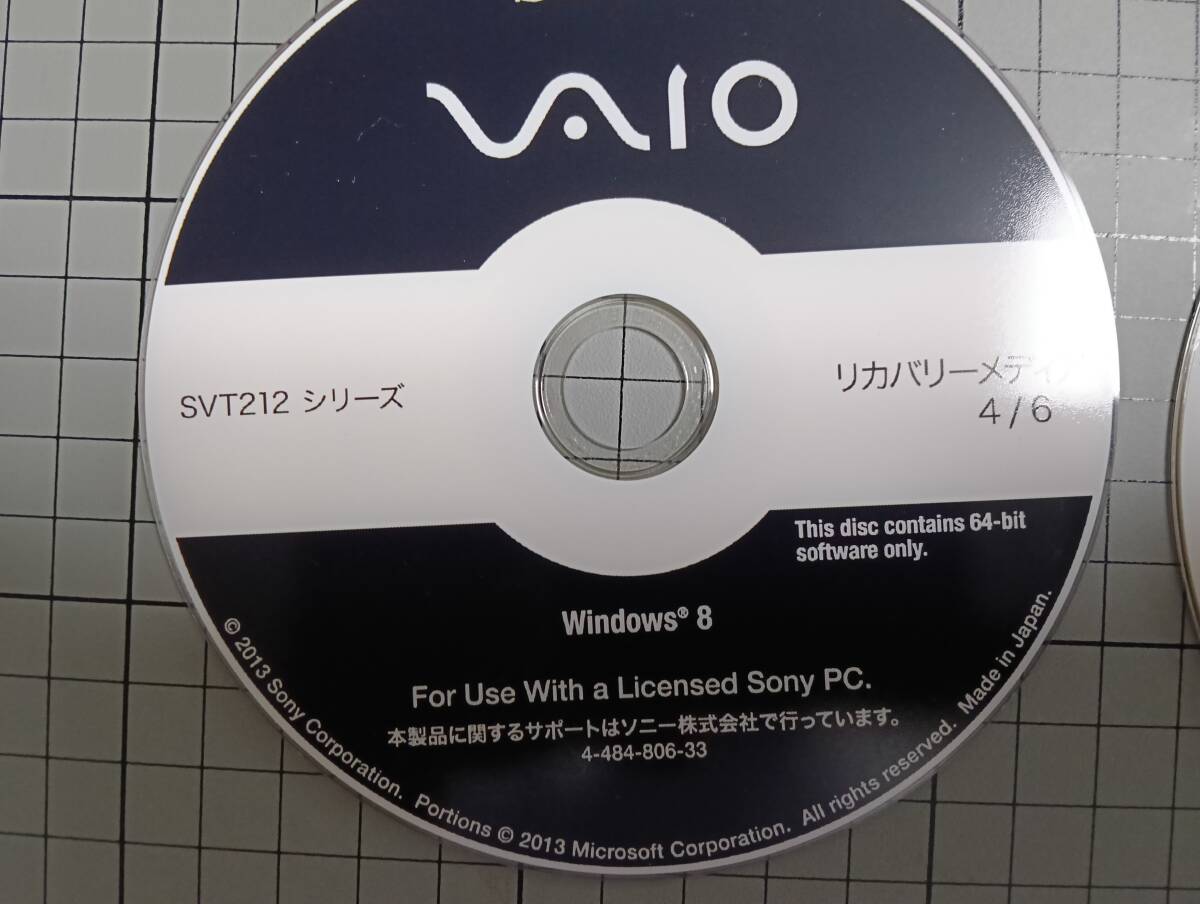 VAIO
SVT212 シリーズ
リカバリーメディア
4/6
This disc contains 64-bit
software only.
Windows® 8
For Use With a Licensed Sony PC.
本製品に関するサポートはソニー株式会社で行っています。
4-484-806-33
© 2013 Sony Corporation. Portions © 2013 Microsoft Corporation. All rights reserved. Made in Japan.